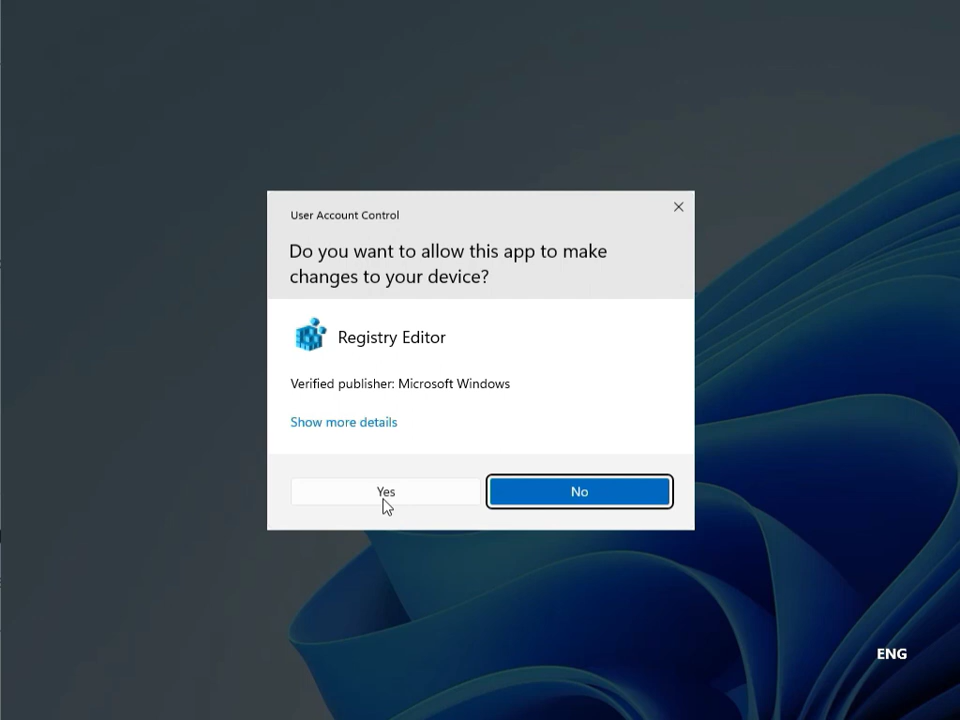 User Account Control
Do you want to allow this app to make
changes to your device?
Registry Editor
Verified publisher: Microsoft Windows
Show more details
Yes
No
ENG